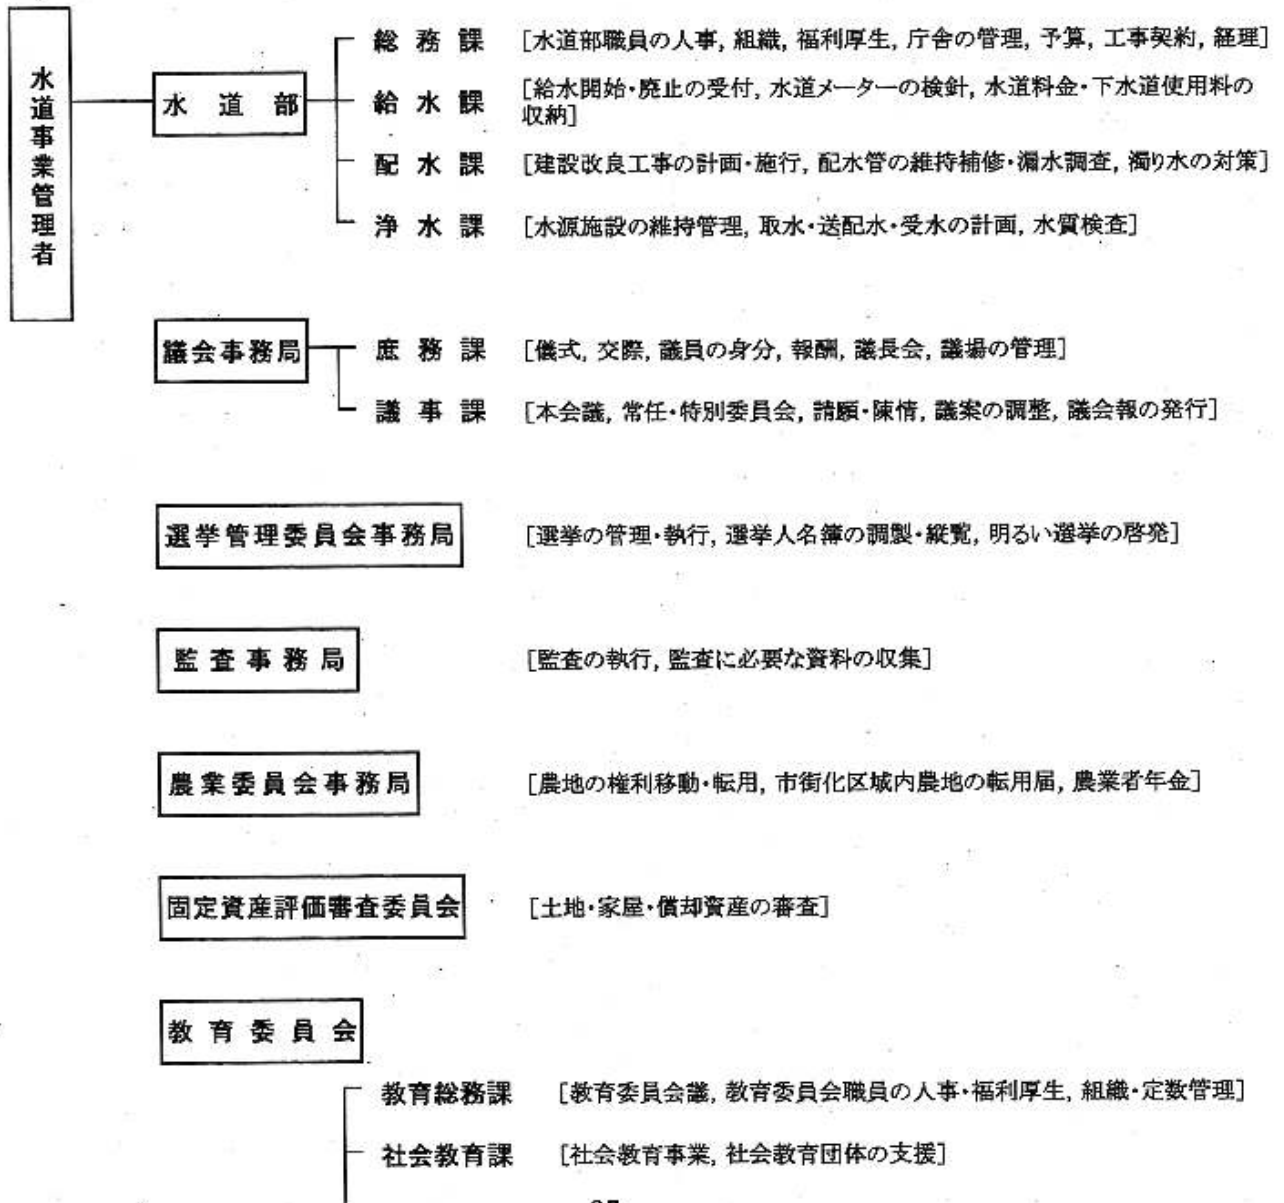 水道事業管理者
水道部
総務課 [水道部職員の人事, 組織, 福利厚生, 庁舎の管理, 予算, 工事契約, 経理]
給水課 [給水開始・廃止の受付, 水道メーターの検針, 水道料金・下水道使用料の
収納]
配水課 [建設改良工事の計画・施行, 配水管の維持補修・漏水調査, 濁り水の対策]
浄水課 [水源施設の維持管理, 取水・送配水・受水の計画, 水質検査]
議会事務局
庶務課 [儀式, 交際, 議員の身分, 報酬, 議長会, 議場の管理]
議事課 [本会議, 常任・特別委員会, 請願・陳情, 議案の調整, 議会報の発行]
選挙管理委員会事務局 [選挙の管理・執行, 選挙人名簿の調製・縦覧, 明るい選挙の啓発]
監査事務局 [監査の執行, 監査に必要な資料の収集]
農業委員会事務局 [農地の権利移動・転用, 市街化区域内農地の転用届, 農業者年金]
固定資産評価審査委員会 [土地・家屋・償却資産の審査]
教育委員会
教育総務課 [教育委員会議, 教育委員会職員の人事・福利厚生, 組織・定数管理]
社会教育課 [社会教育事業, 社会教育団体の支援]